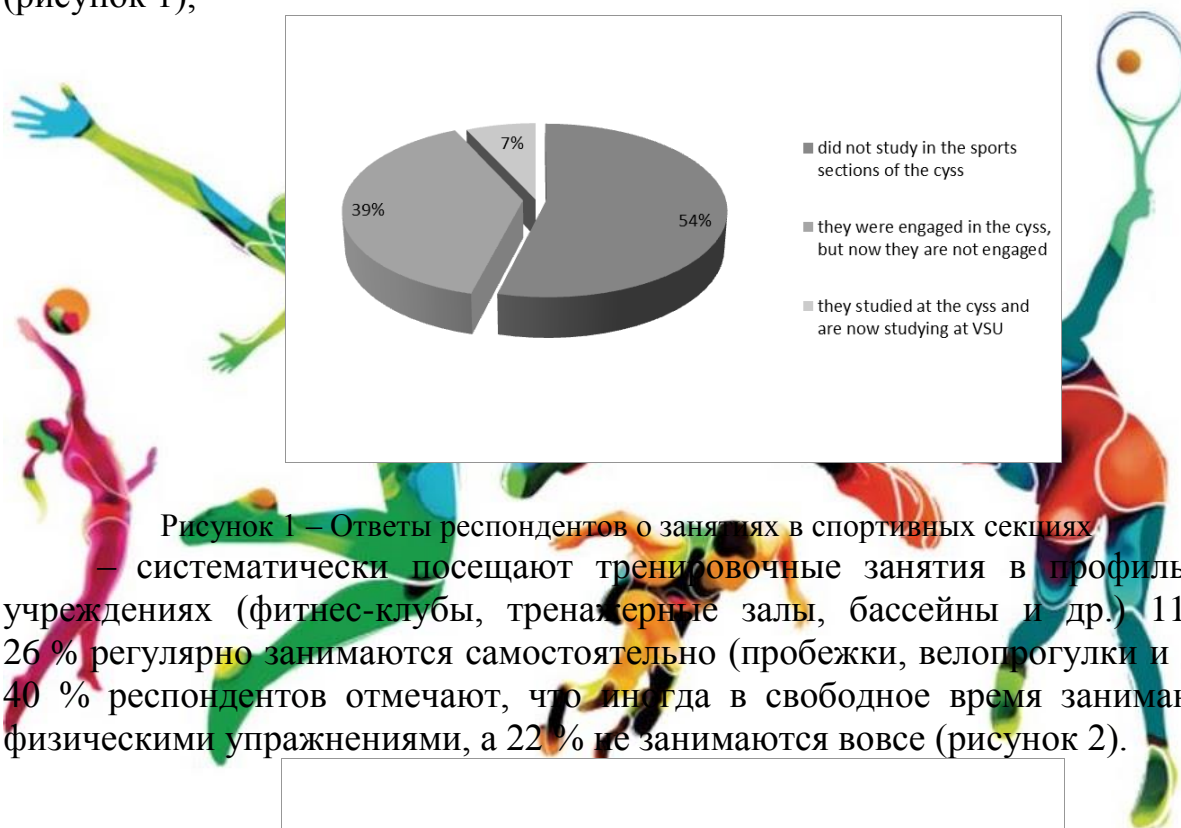 (рисунок 1);
7%
39%
54%
did not study in the sports
sections of the cyss
they were engaged in the cyss,
but now they are not engaged
they studied at the cyss and
are now studying at VSU
Рисунок 1 – Ответы респондентов о занятиях в спортивных секциях
– систематически посещают тренировочные занятия в профиль
учреждениях (фитнес-клубы, тренажерные залы, бассейны и др.) 11
26 % регулярно занимаются самостоятельно (пробежки, велопрогулки и
40 % респондентов отмечают, что иногда в свободное время занима
физическими упражнениями, а 22 % не занимаются вовсе (рисунок 2).